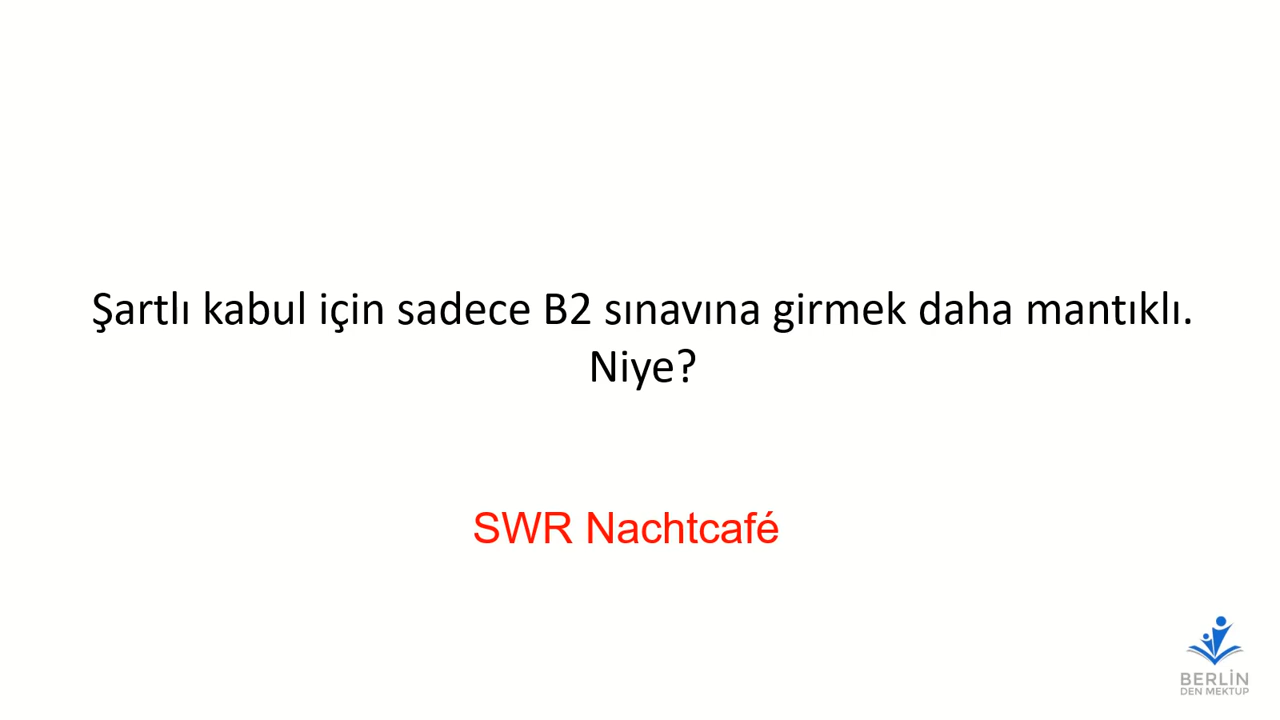 Şartlı kabul için sadece B2 sınavına girmek daha mantıklı.
Niye?
SWR Nachtcafé
BERLİN
DEN MEKTUP